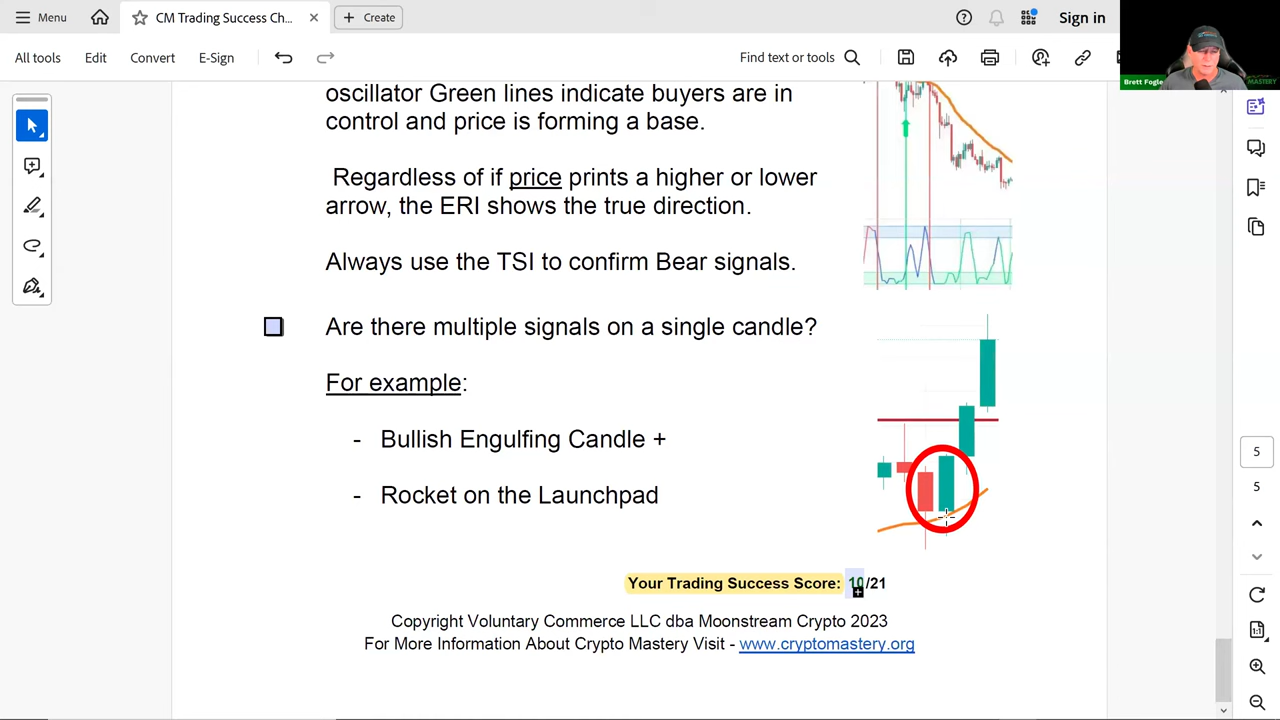 Menu
CM Trading Success Ch...
Create
Sign in
All tools
Edit
Convert
E-Sign
Find text or tools
Brett Fogle
MASTERY
oscillator Green lines indicate buyers are in
control and price is forming a base.
Regardless of if price prints a higher or lower
arrow, the ERI shows the true direction.
Always use the TSI to confirm Bear signals.
Are there multiple signals on a single candle?
For example:
- Bullish Engulfing Candle +
- Rocket on the Launchpad
5
5
Your Trading Success Score: 10/21
Copyright Voluntary Commerce LLC dba Moonstream Crypto 2023
For More Information About Crypto Mastery Visit - www.cryptomastery.org